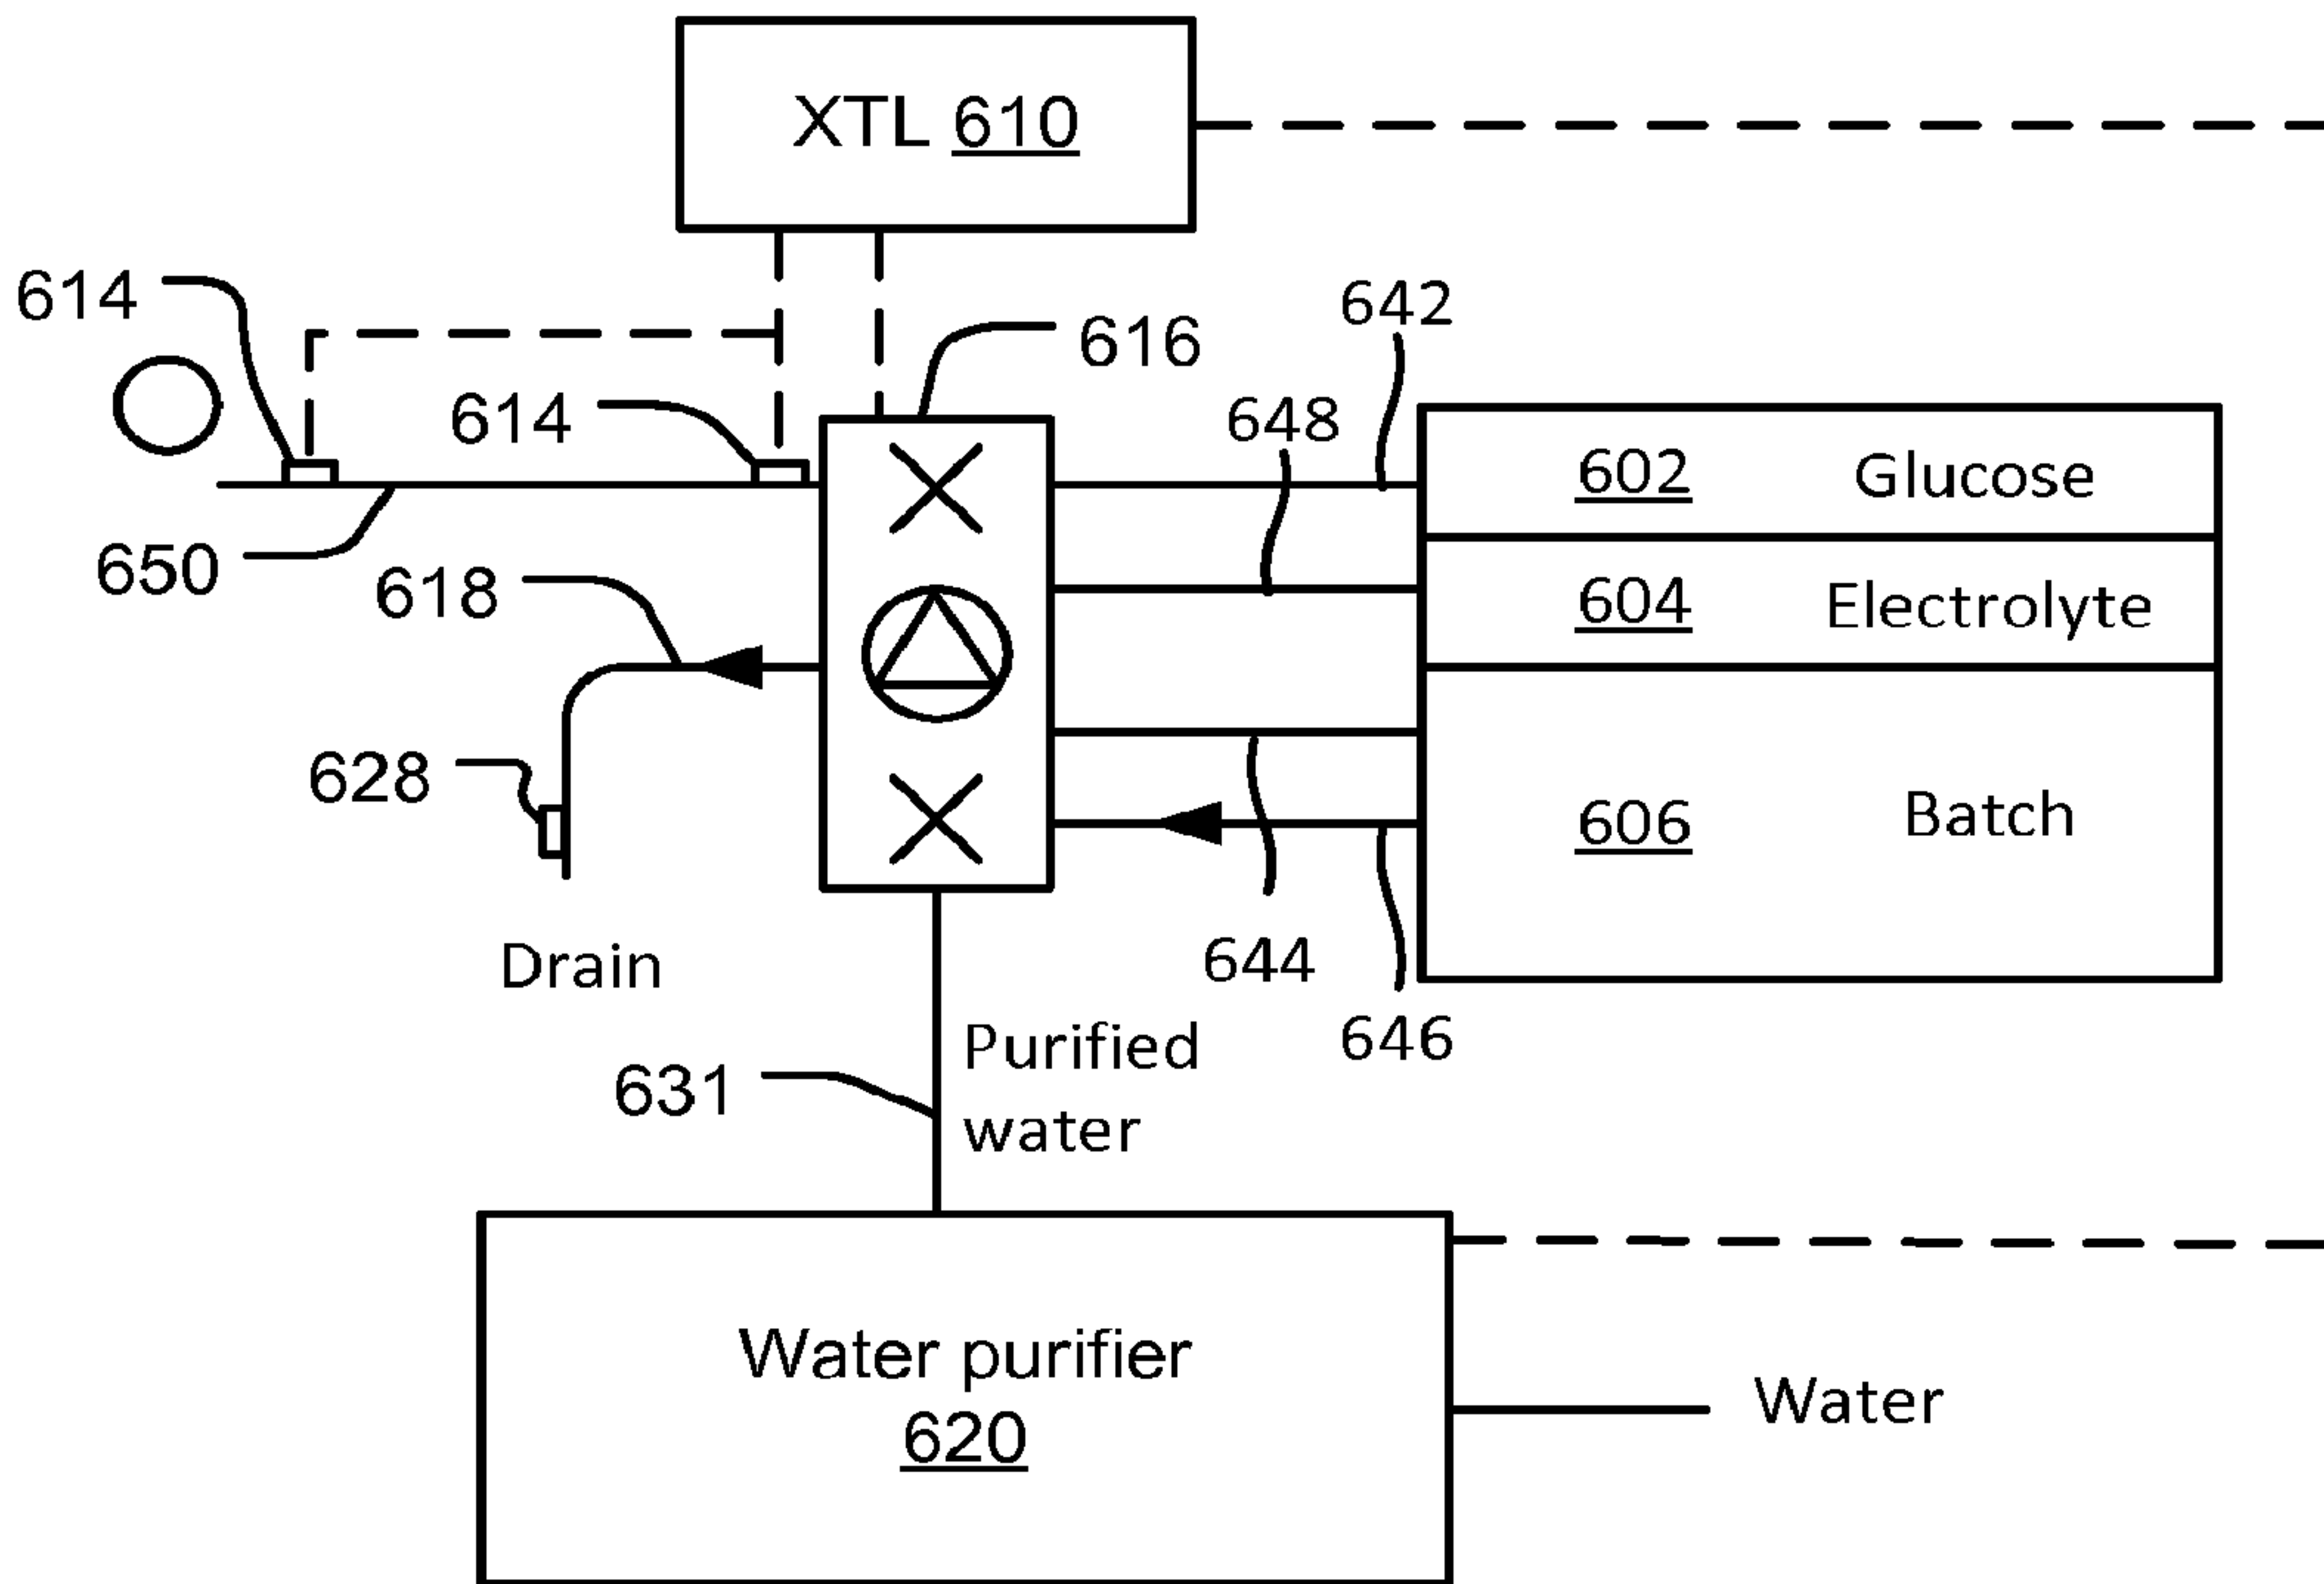 XTL 610
614
642
616
614
648
602 Glucose
650
618
604 Electrolyte
628
606 Batch
Drain
644
646
Purified
water
631
Water purifier
620
Water